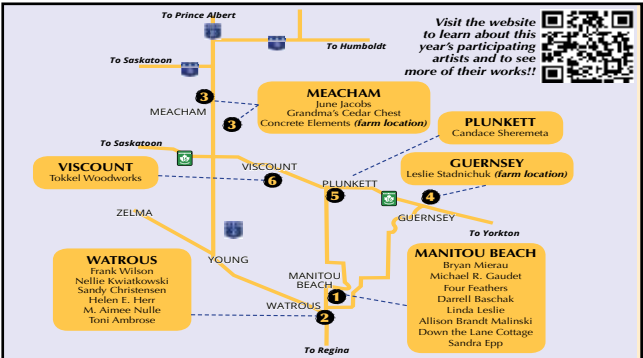 To Prince Albert
Visit the website
to learn about this
year's participating
artists and to see
more of their works!!
To Humboldt
To Saskatoon
3
MEACHAM
3
MEACHAM
June Jacobs
Grandma's Cedar Chest
Concrete Elements (farm location)
PLUNKETT
Candace Sheremeta
To Saskatoon
VISCOUNT
Tokkel Woodworks
VISCOUNT
6
PLUNKETT
5
GUERNSEY
Leslie Stadnichuk (farm location)
4
GUERNSEY
To Yorkton
ZELMA
YOUNG
WATROUS
Frank Wilson
Nellie Kwiatkowski
Sandy Christensen
Helen E. Herr
M. Aimee Nulle
Toni Ambrose
MANITOU
BEACH
1
WATROUS
2
MANITOU BEACH
Bryan Mierau
Michael R. Gaudet
Four Feathers
Darrell Baschak
Linda Leslie
Allison Brandt Malinski
Down the Lane Cottage
Sandra Epp
To Regina